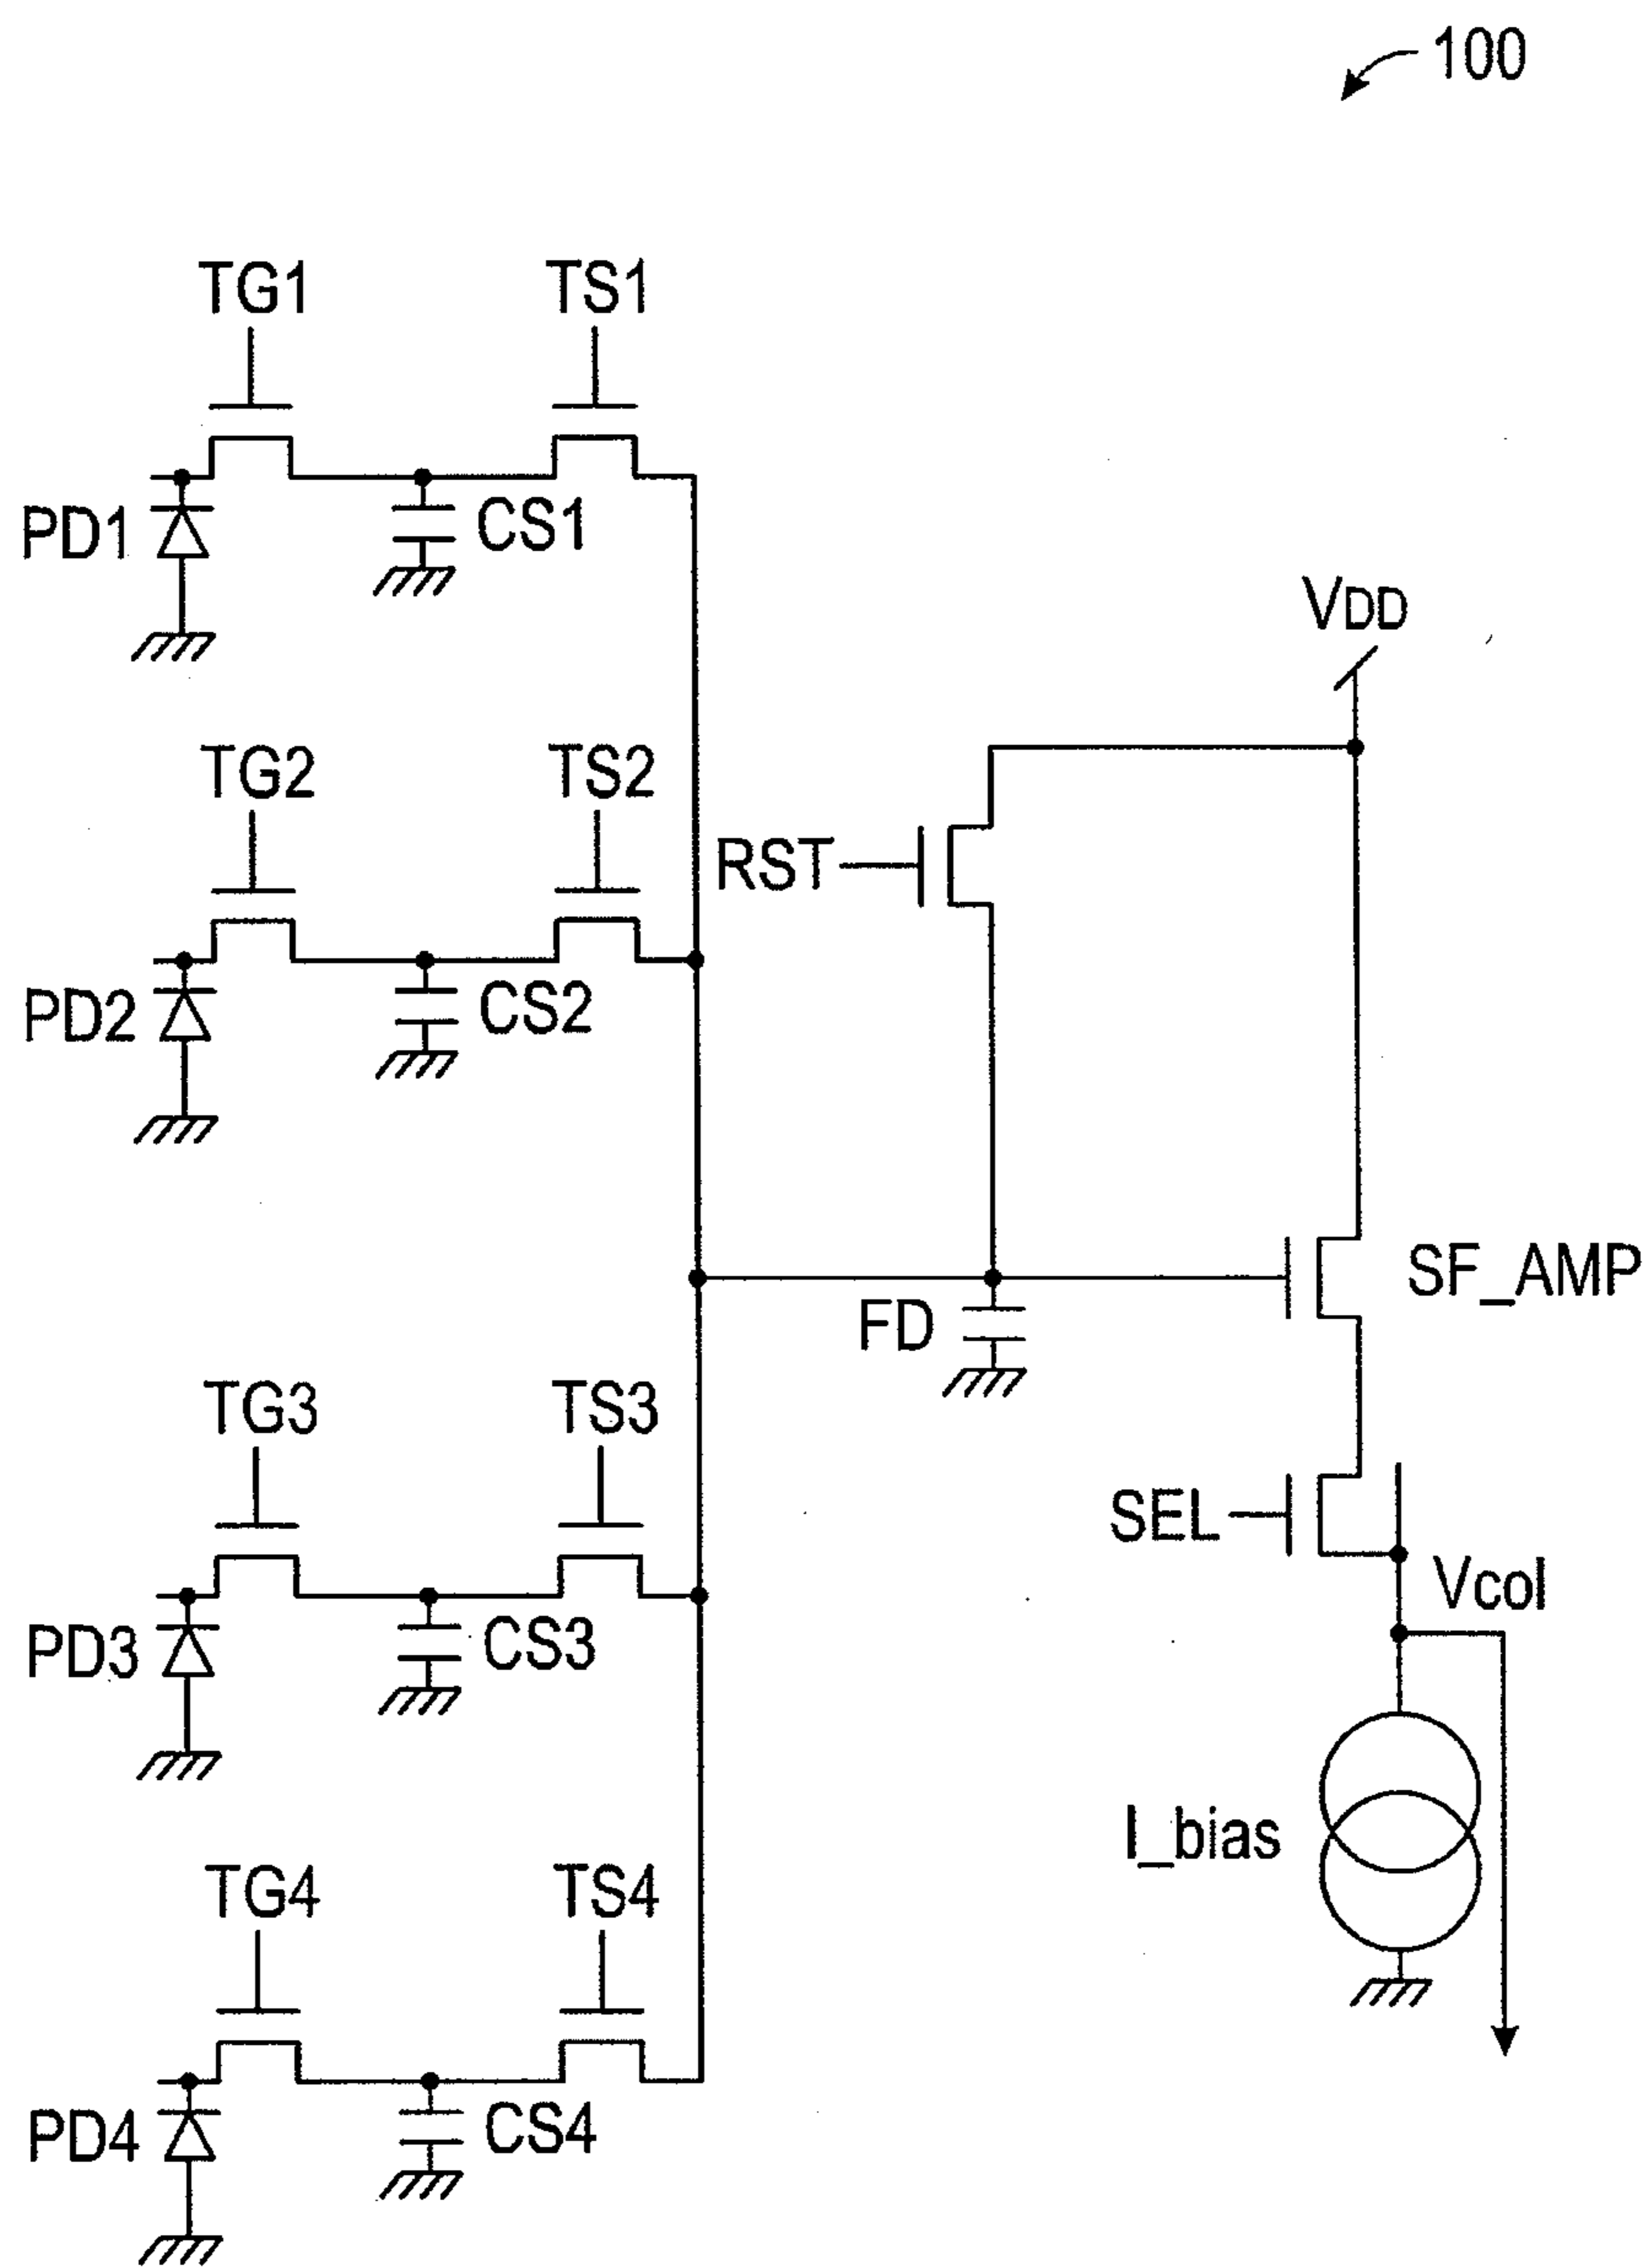 100
TG1 TS1
PD1 CS1
VDD
TG2 TS2
RST
PD2 CS2
SF_AMP
FD
TG3 TS3
SEL
Vcol
PD3 CS3
I_bias
TG4 TS4
PD4 CS4